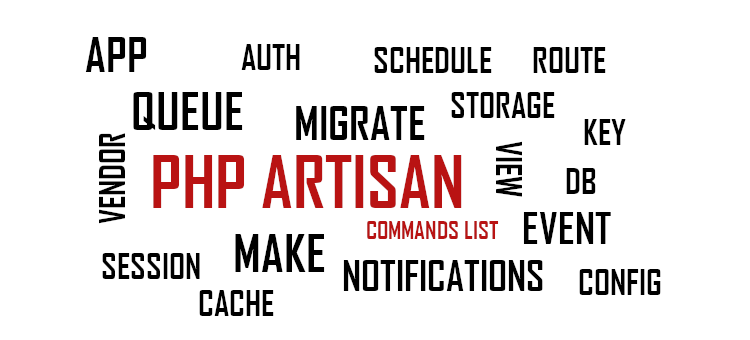 APP
AUTH
SCHEDULE
ROUTE
QUEUE
MIGRATE
STORAGE
KEY
VENDOR
PHP ARTISAN
VIEW
DB
COMMANDS LIST
EVENT
SESSION
MAKE
NOTIFICATIONS
CONFIG
CACHE